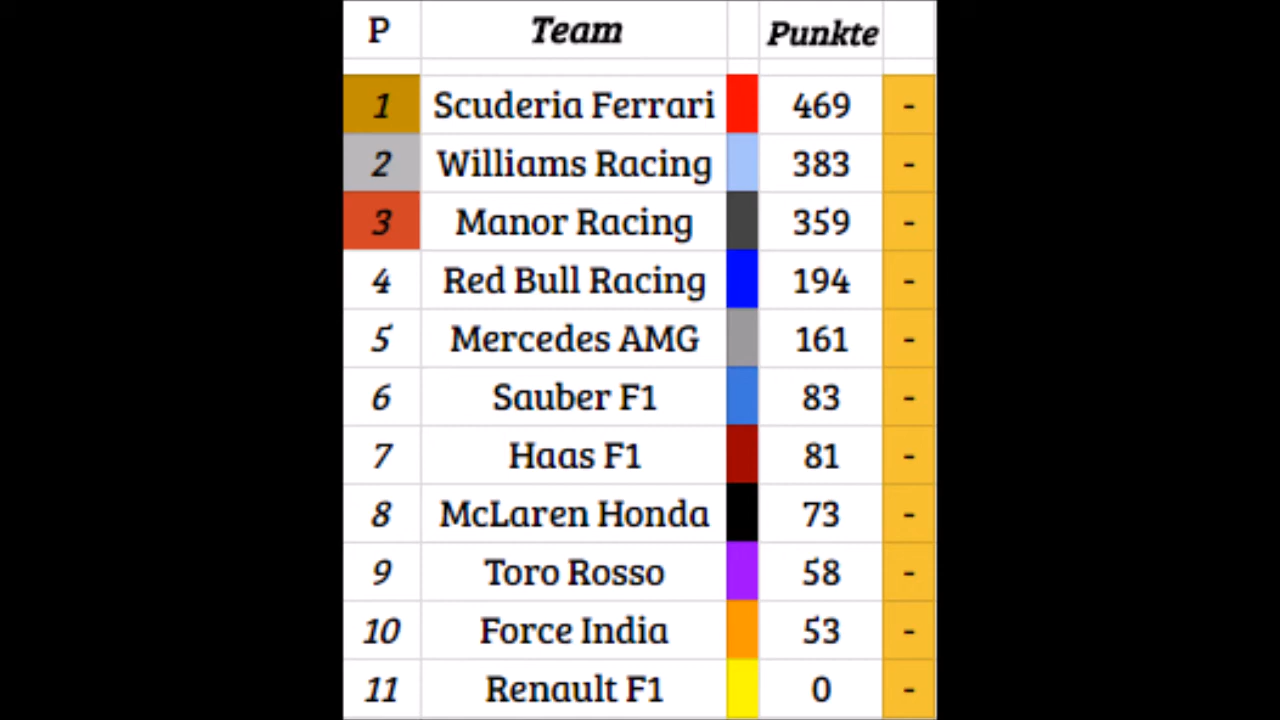 P Team Punkte
1 Scuderia Ferrari 469 -
2 Williams Racing 383 -
3 Manor Racing 359 -
4 Red Bull Racing 194 -
5 Mercedes AMG 161 -
6 Sauber F1 83 -
7 Haas F1 81 -
8 McLaren Honda 73 -
9 Toro Rosso 58 -
10 Force India 53 -
11 Renault F1 0 -